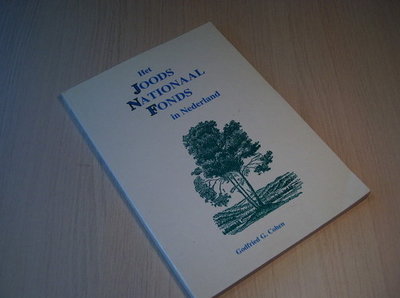 Het
JOODS
NATIONAAL
FONDS
in Nederland
Godfried G. Cohen